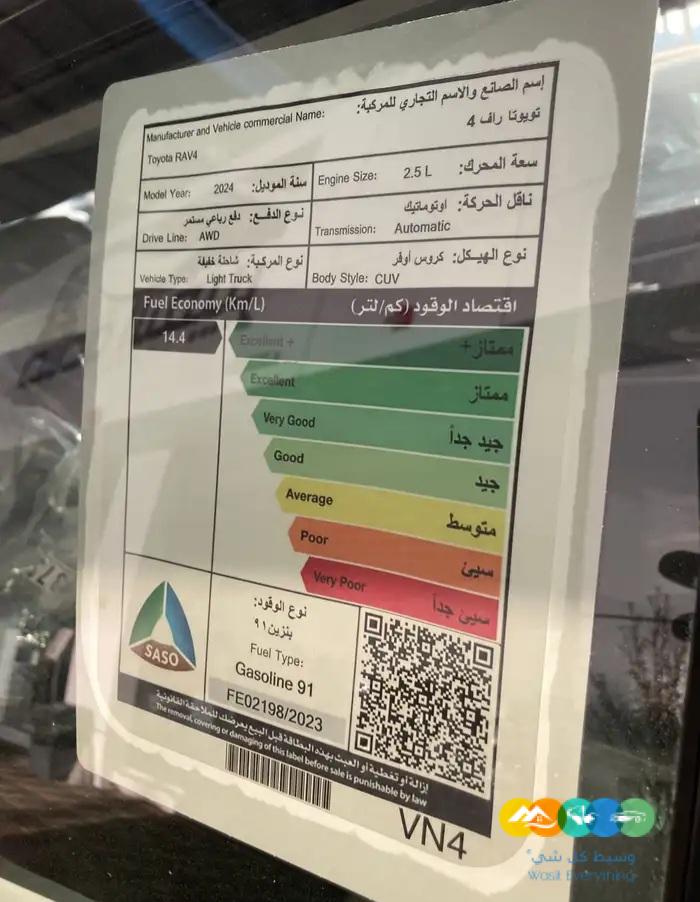 إسم الصانع والاسم التجاري للمركبة:
Manufacturer and Vehicle commercial Name:
تويوتا راف 4
Toyota RAV4
Model Year: 2024 سنة الموديل:
Engine Size: 2.5 L سعة المحرك:
نوع الدفع: دفع رباعي مستمر
Drive Line: AWD
ناقل الحركة: اوتوماتيك
Transmission: Automatic
نوع المركبة: شاحنة خفيفة
Vehicle Type: Light Truck
نوع الهيكل: كروس أوفر
Body Style: CUV
Fuel Economy (Km/L) اقتصاد الوقود (كم/لتر)
14.4
Excellent + ممتاز+
Excellent ممتاز
Very Good جيد جداً
Good جيد
Average متوسط
Poor سيئ
Very Poor سيئ جداً
SASO
نوع الوقود:
بنزين ٩١
Fuel Type:
Gasoline 91
FE02198/2023
إزالة أو تغطية أو العبث بهذه البطاقة قبل البيع يعرضك للملاحقة القانونية
The removal, covering or damaging of this label before sale is punishable by law
VN4
وسيط كل شيء
Wasit Everything